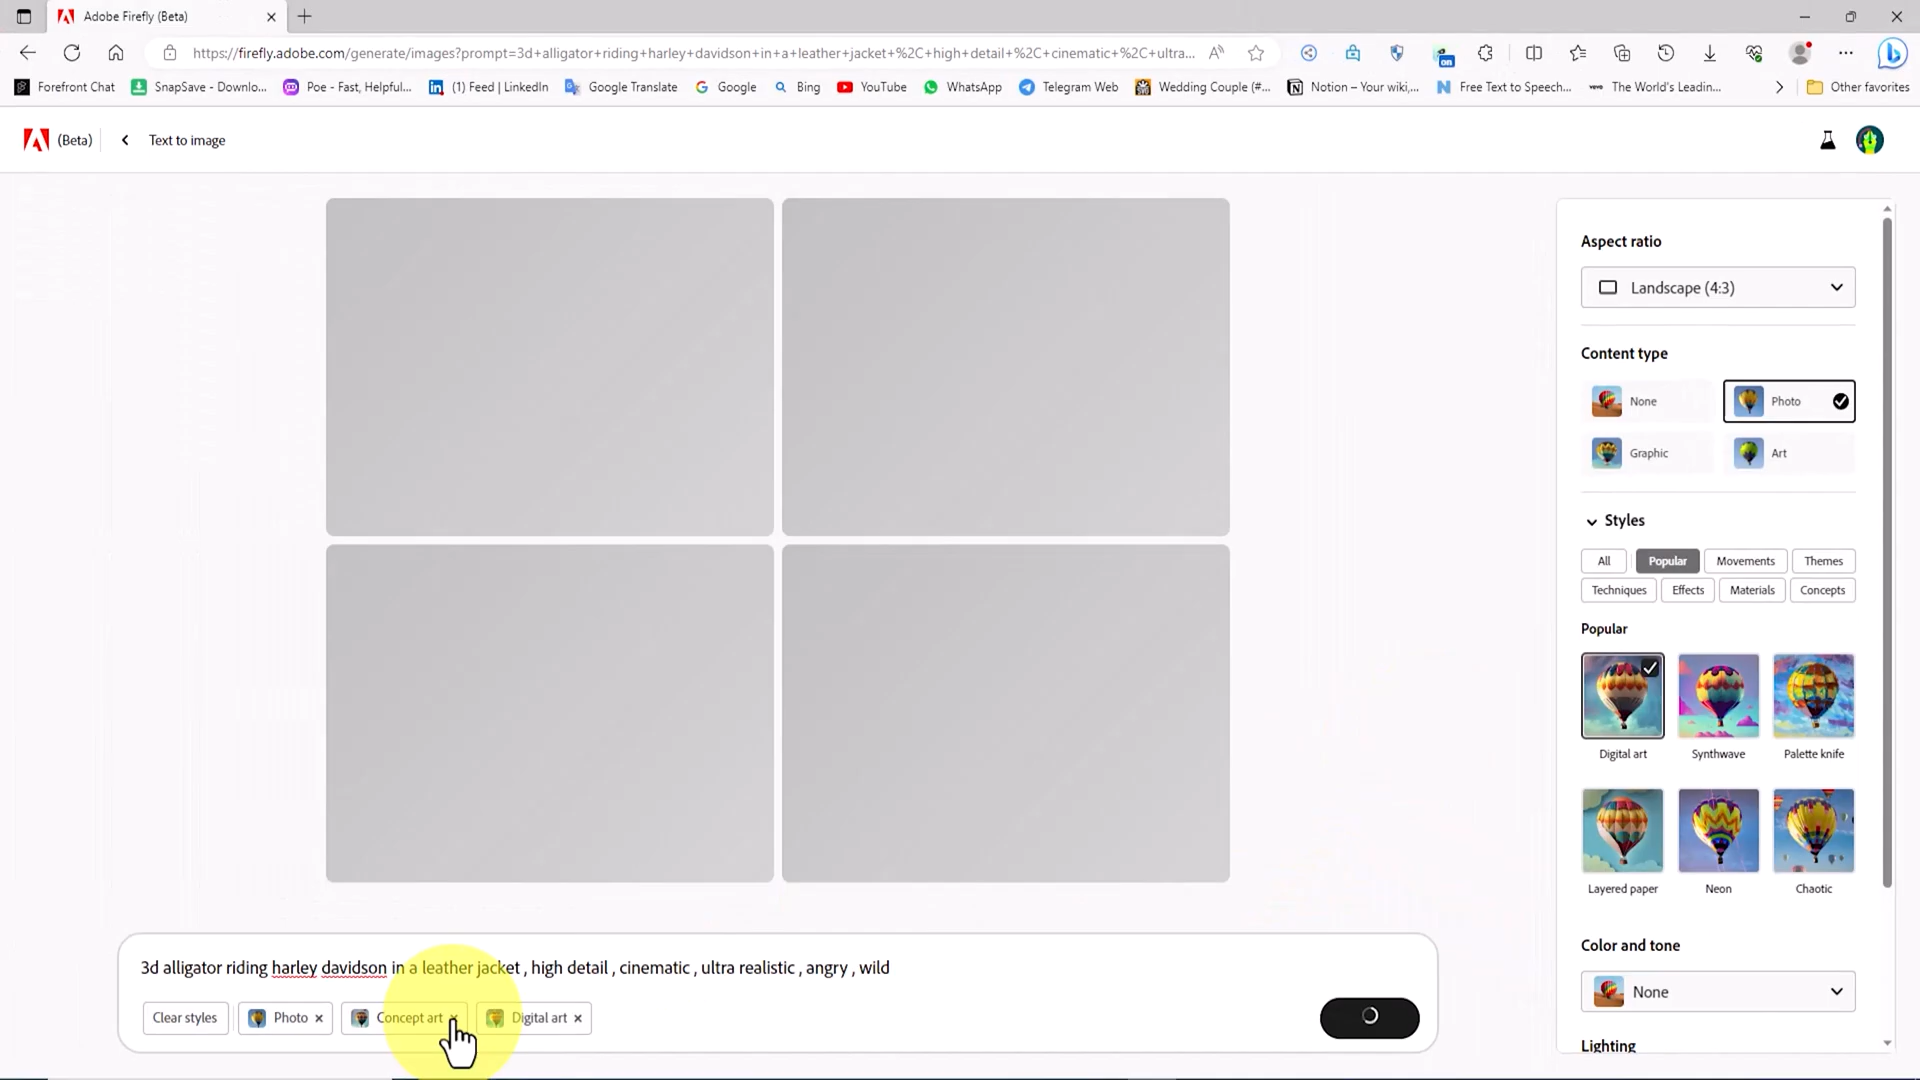 Adobe Firefly (Beta)
https://firefly.adobe.com/generate/images?prompt=3d+alligator+riding+harley+davidson+in+a+leather+jacket+%2C+high+detail+%2C+cinematic+%2C+ultra...
on
Forefront Chat
SnapSave - Downlo...
Poe - Fast, Helpful...
(1) Feed | LinkedIn
Google Translate
Google
Bing
YouTube
WhatsApp
Telegram Web
Wedding Couple (#...
Notion – Your wiki,...
Free Text to Speech...
The World's Leadin...
Other favorites
(Beta)
Text to image
Aspect ratio
Landscape (4:3)
Content type
None
Photo
Graphic
Art
Styles
All
Popular
Movements
Themes
Techniques
Effects
Materials
Concepts
Popular
Digital art
Synthwave
Palette knife
Layered paper
Neon
Chaotic
Color and tone
None
Lighting
3d alligator riding harley davidson in a leather jacket , high detail , cinematic , ultra realistic , angry , wild
Clear styles
Photo
Concept art
Digital art